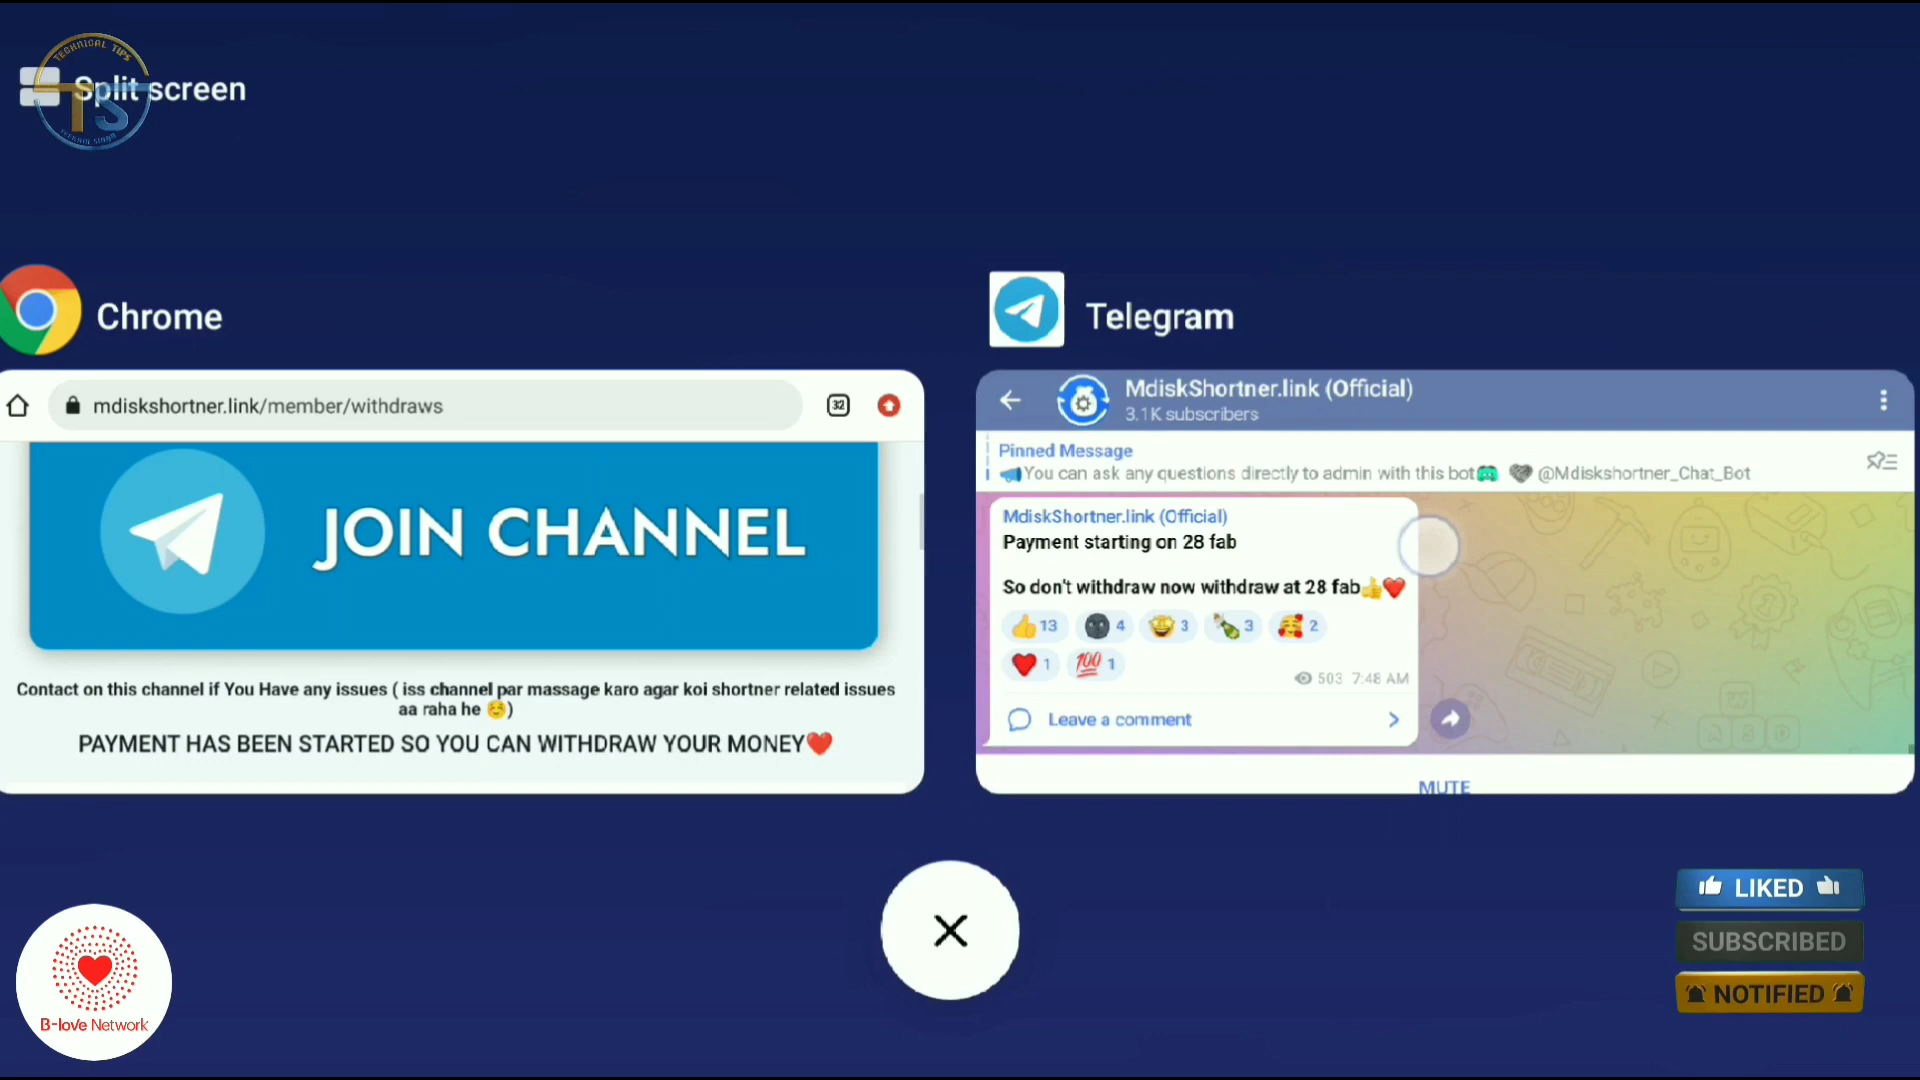 TECHNICAL TIPS
TS
Split screen
Chrome
Telegram
mdiskshortner.link/member/withdraws
32
JOIN CHANNEL
Contact on this channel if You Have any issues ( iss channel par massage karo agar koi shortner related issues
aa raha he ☺️)
PAYMENT HAS BEEN STARTED SO YOU CAN WITHDRAW YOUR MONEY❤️
MdiskShortner.link (Official)
3.1K subscribers
Pinned Message
📢You can ask any questions directly to admin with this bot👾 💝 @Mdiskshortner_Chat_Bot
MdiskShortner.link (Official)
Payment starting on 28 fab
So don't withdraw now withdraw at 28 fab👍❤️
👍 13 🌚 4 🤩 3 🍾 3 🥰 2
❤️ 1 💯 1
503 7:48 AM
Leave a comment
MUTE
B-love Network
LIKED
SUBSCRIBED
NOTIFIED